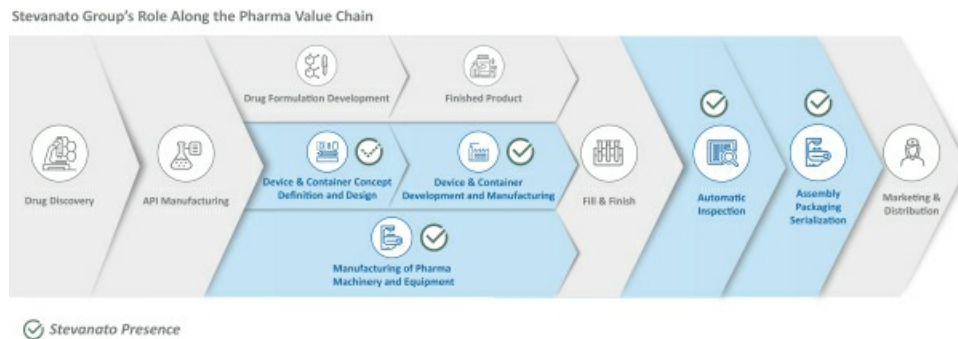 Stevanato Group's Role Along the Pharma Value Chain
Drug Discovery
API Manufacturing
Drug Formulation Development
Finished Product
Device & Container Concept
Definition and Design
Device & Container
Development and Manufacturing
Manufacturing of Pharma
Machinery and Equipment
Fill & Finish
Automatic
Inspection
Assembly
Packaging
Serialization
Marketing &
Distribution
Stevanato Presence